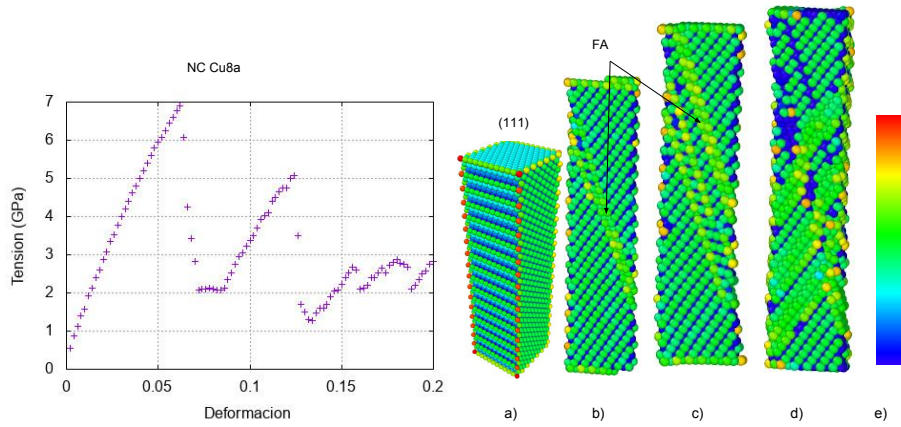 NC Cu8a
Tension (GPa)
7
6
5
4
3
2
1
0
0
0.05
0.1
0.15
0.2
Deformacion
FA
(111)
a)
b)
c)
d)
e)